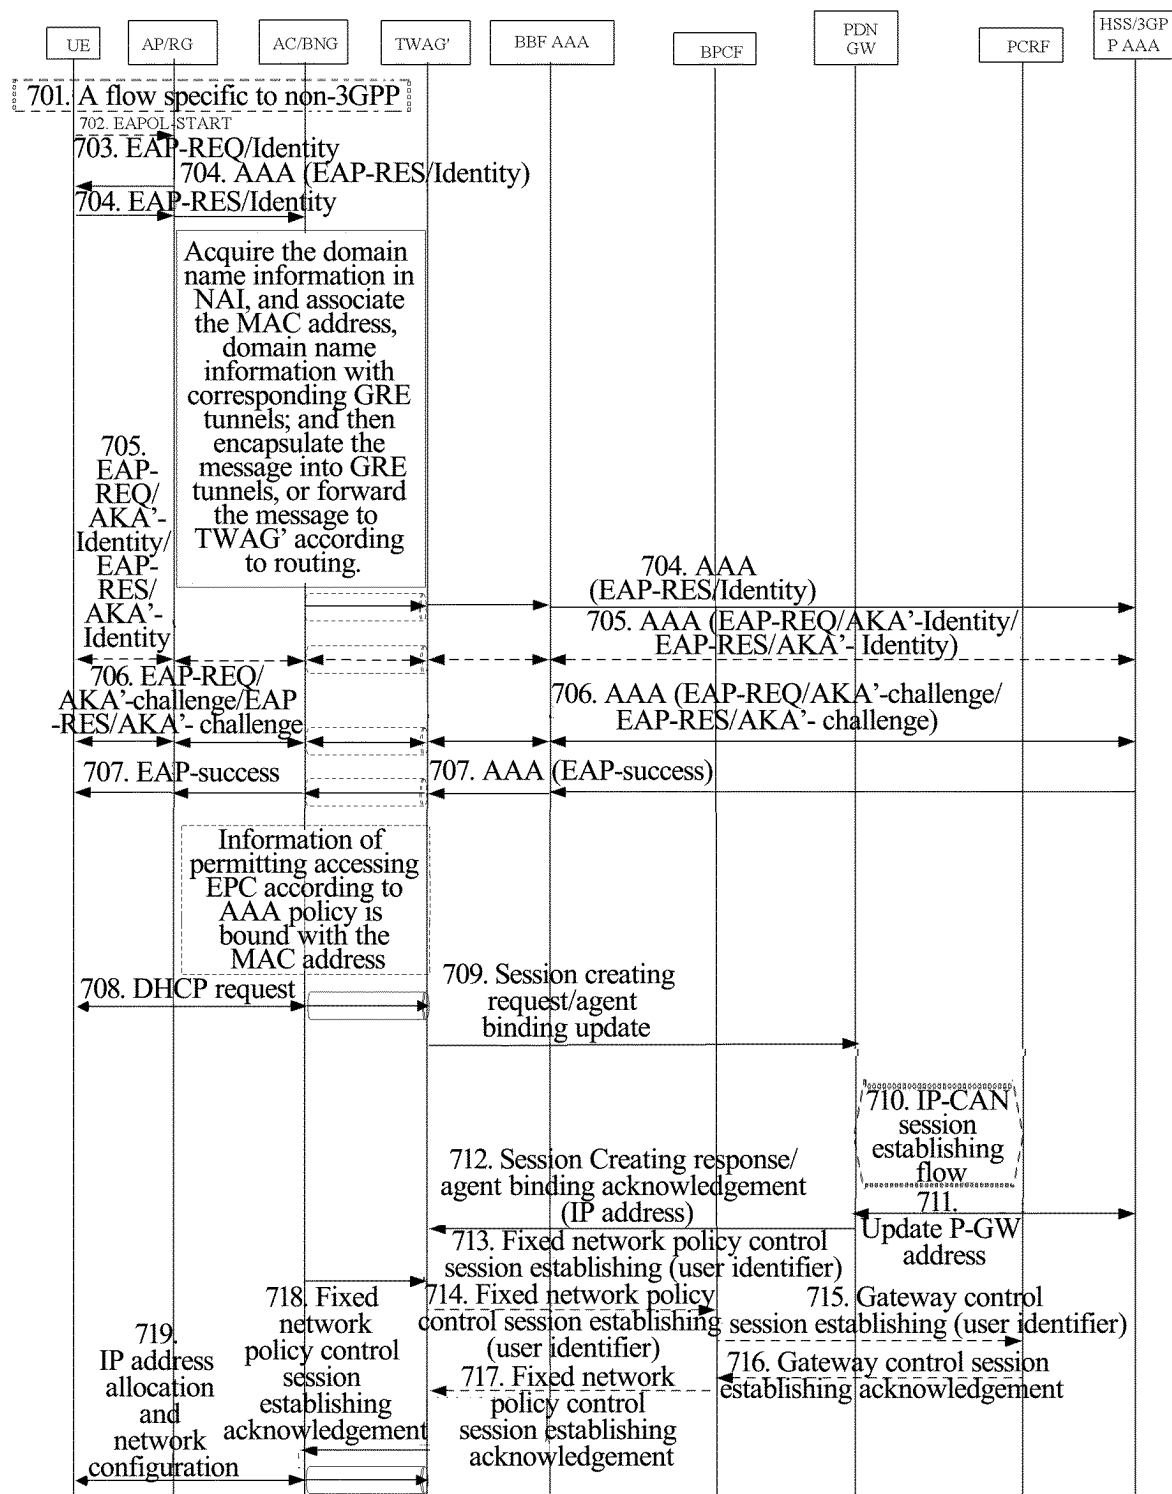 UE
AP/RG
AC/BNG
TWAG'
BBF AAA
BPCF
PDN
GW
PCRF
HSS/3GP
P AAA
701. A flow specific to non-3GPP
702. EAPOL-START
703. EAP-REQ/Identity
704. AAA (EAP-RES/Identity)
704. EAP-RES/Identity
Acquire the domain
name information in
NAI, and associate
the MAC address,
domain name
information with
corresponding GRE
tunnels; and then
encapsulate the
message into GRE
tunnels, or forward
the message to
TWAG' according
to routing.
705.
EAP-
REQ/
AKA'-
Identity/
EAP-
RES/
AKA'-
Identity
704. AAA
(EAP-RES/Identity)
705. AAA (EAP-REQ/AKA'-Identity/
EAP-RES/AKA'- Identity)
706. EAP-REQ/
AKA'-challenge/EAP
-RES/AKA'- challenge
706. AAA (EAP-REQ/AKA'-challenge/
EAP-RES/AKA'- challenge)
707. EAP-success
707. AAA (EAP-success)
Information of
permitting accessing
EPC according to
AAA policy is
bound with the
MAC address
708. DHCP request
709. Session creating
request/agent
binding update
710. IP-CAN
session
establishing
flow
711.
Update P-GW
address
712. Session Creating response/
agent binding acknowledgement
(IP address)
713. Fixed network policy control
session establishing (user identifier)
714. Fixed network policy
control session establishing
(user identifier)
715. Gateway control
session establishing (user identifier)
716. Gateway control session
establishing acknowledgement
717. Fixed network
policy control
session establishing
acknowledgement
718. Fixed
network
policy control
session
establishing
acknowledgement
719.
IP address
allocation
and
network
configuration